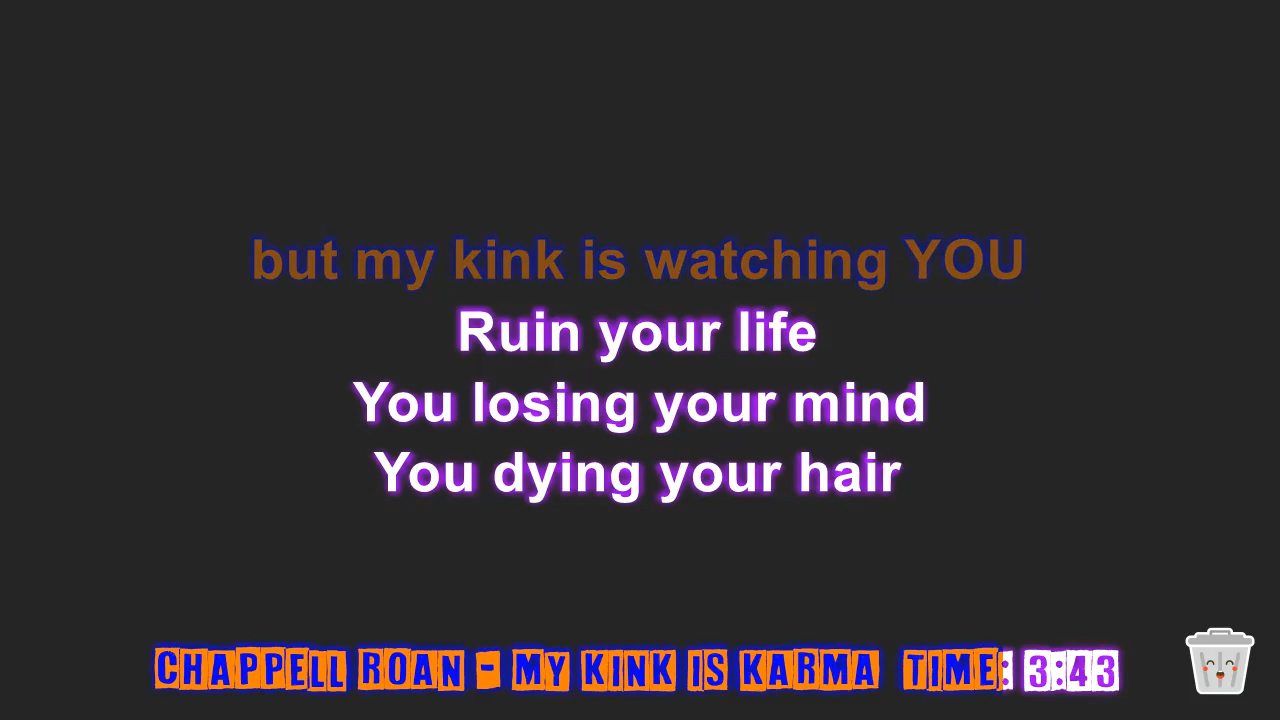 but my kink is watching YOU
Ruin your life
You losing your mind
You dying your hair
CHAPPELL ROAN - MY KINK IS KARMA TIME: 3:43